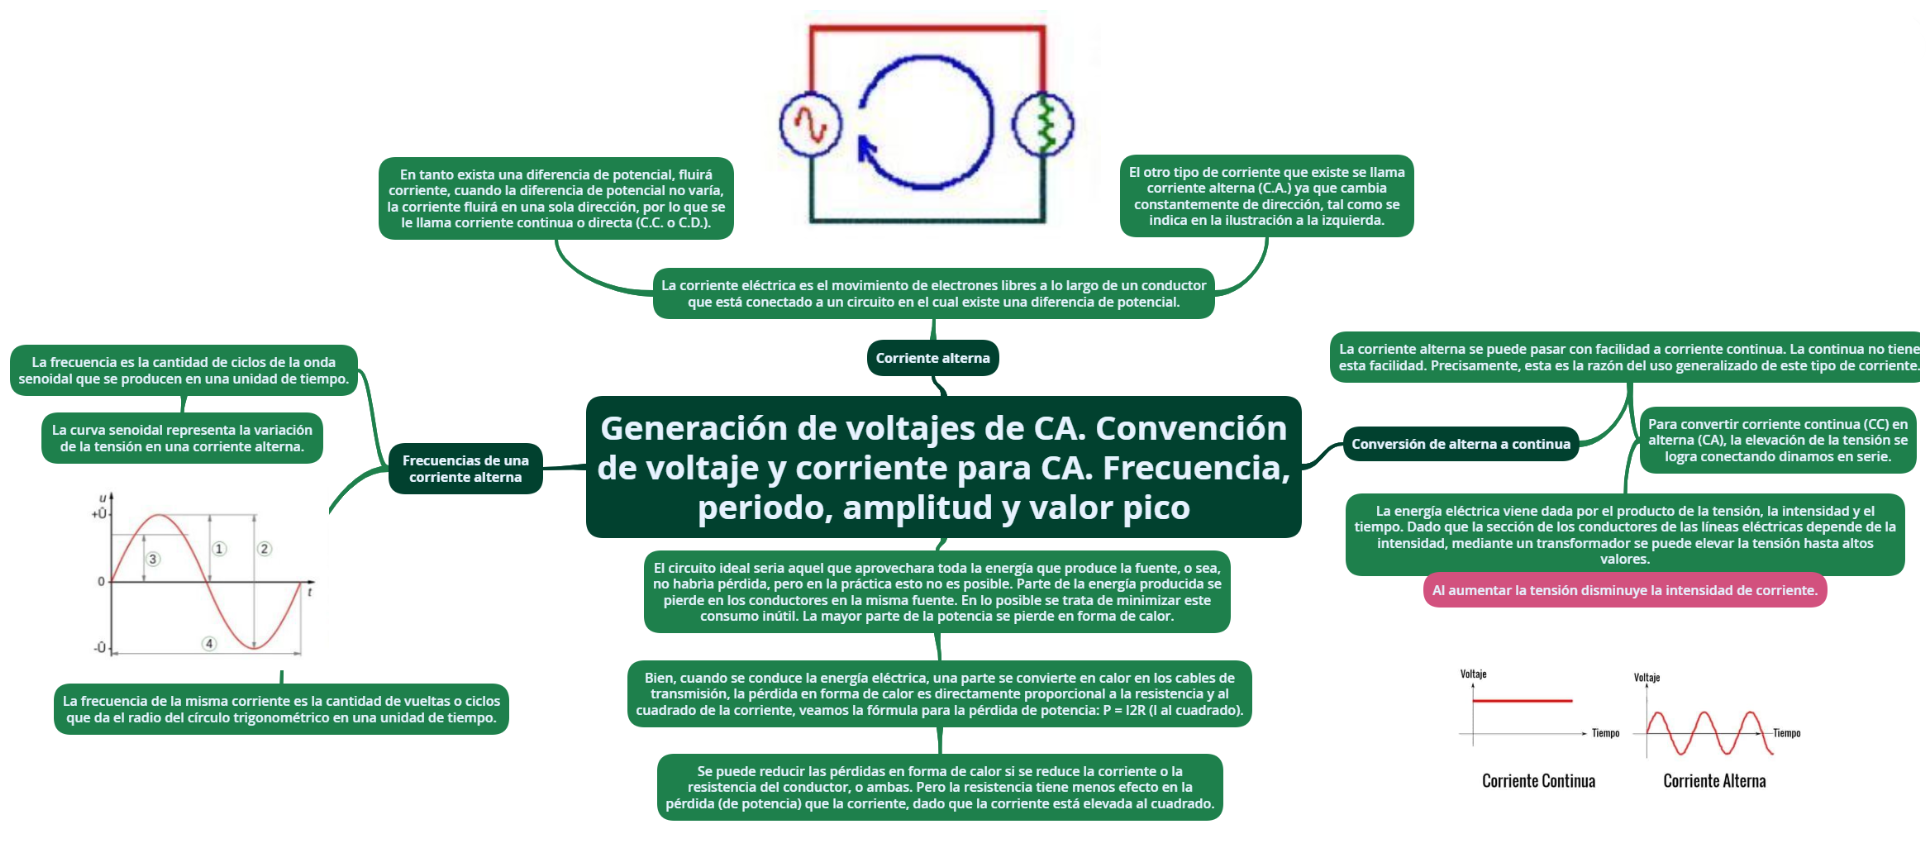 En tanto exista una diferencia de potencial, fluirá
corriente, cuando la diferencia de potencial no varía,
la corriente fluirá en una sola dirección, por lo que se
le llama corriente continua o directa (C.C. o C.D.).
El otro tipo de corriente que existe se llama
corriente alterna (C.A.) ya que cambia
constantemente de dirección, tal como se
indica en la ilustración a la izquierda.
La corriente eléctrica es el movimiento de electrones libres a lo largo de un conductor
que está conectado a un circuito en el cual existe una diferencia de potencial.
Corriente alterna
Generación de voltajes de CA. Convención
de voltaje y corriente para CA. Frecuencia,
periodo, amplitud y valor pico
La frecuencia es la cantidad de ciclos de la onda
senoidal que se producen en una unidad de tiempo.
La curva senoidal representa la variación
de la tensión en una corriente alterna.
Frecuencias de una
corriente alterna
u
+Û
1
2
3
0
t
4
-Û
La frecuencia de la misma corriente es la cantidad de vueltas o ciclos
que da el radio del círculo trigonométrico en una unidad de tiempo.
El circuito ideal seria aquel que aprovechara toda la energía que produce la fuente, o sea,
no habrìa pérdida, pero en la práctica esto no es posible. Parte de la energía producida se
pierde en los conductores en la misma fuente. En lo posible se trata de minimizar este
consumo inútil. La mayor parte de la potencia se pierde en forma de calor.
Bien, cuando se conduce la energía eléctrica, una parte se convierte en calor en los cables de
transmisión, la pérdida en forma de calor es directamente proporcional a la resistencia y al
cuadrado de la corriente, veamos la fórmula para la pérdida de potencia: P = I2R (I al cuadrado).
Se puede reducir las pérdidas en forma de calor si se reduce la corriente o la
resistencia del conductor, o ambas. Pero la resistencia tiene menos efecto en la
pérdida (de potencia) que la corriente, dado que la corriente está elevada al cuadrado.
La corriente alterna se puede pasar con facilidad a corriente continua. La continua no tiene
esta facilidad. Precisamente, esta es la razón del uso generalizado de este tipo de corriente.
Conversión de alterna a continua
Para convertir corriente continua (CC) en
alterna (CA), la elevación de la tensión se
logra conectando dinamos en serie.
La energía eléctrica viene dada por el producto de la tensión, la intensidad y el
tiempo. Dado que la sección de los conductores de las líneas eléctricas depende de la
intensidad, mediante un transformador se puede elevar la tensión hasta altos
valores.
Al aumentar la tensión disminuye la intensidad de corriente.
Voltaje
Tiempo
Corriente Continua
Voltaje
Tiempo
Corriente Alterna